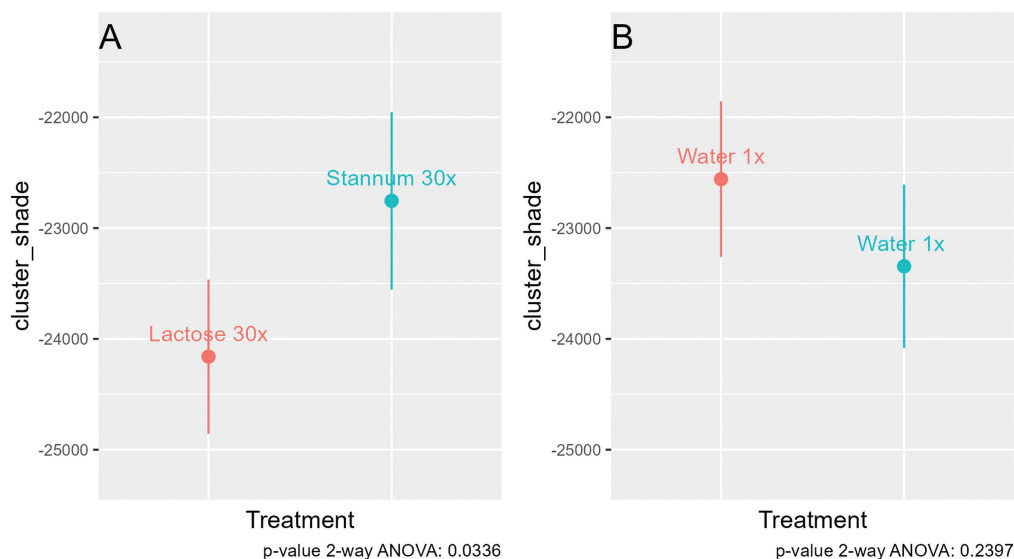 A
cluster_shade
-22000
-23000
-24000
-25000
Stannum 30x
Lactose 30x
Treatment
p-value 2-way ANOVA: 0.0336
B
cluster_shade
-22000
-23000
-24000
-25000
Water 1x
Water 1x
Treatment
p-value 2-way ANOVA: 0.2397